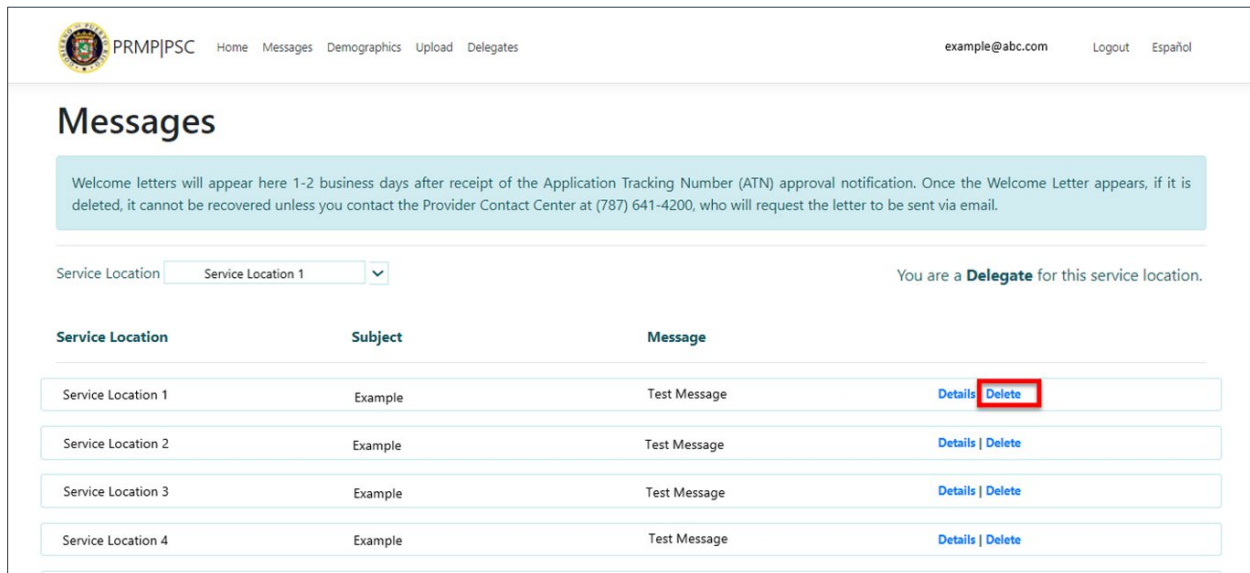 PRMP|PSC Home Messages Demographics Upload Delegates example@abc.com Logout Español
Messages
Welcome letters will appear here 1-2 business days after receipt of the Application Tracking Number (ATN) approval notification. Once the Welcome Letter appears, if it is
deleted, it cannot be recovered unless you contact the Provider Contact Center at (787) 641-4200, who will request the letter to be sent via email.
Service Location Service Location 1 You are a Delegate for this service location.
Service Location Subject Message
Service Location 1 Example Test Message Details Delete
Service Location 2 Example Test Message Details | Delete
Service Location 3 Example Test Message Details | Delete
Service Location 4 Example Test Message Details | Delete